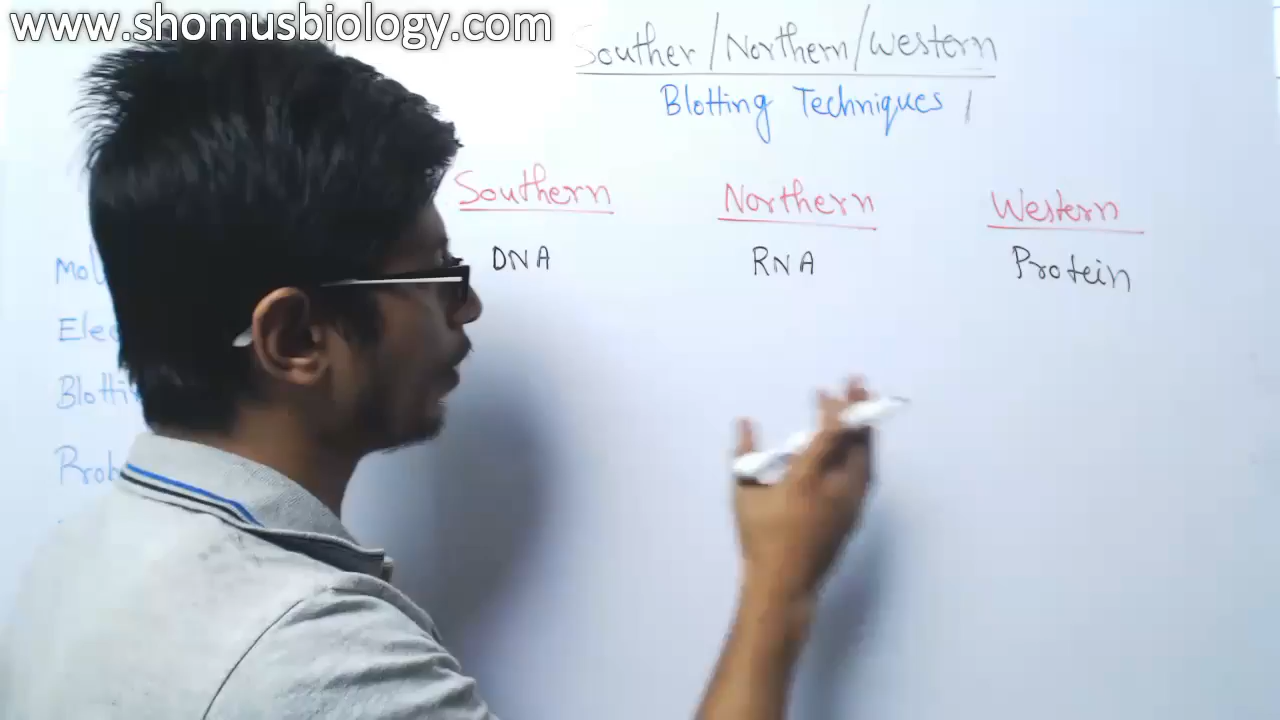 www.shomusbiology.com
Souther/Northern/Western
Blotting Techniques
Southern Northern Western
DNA RNA Protein